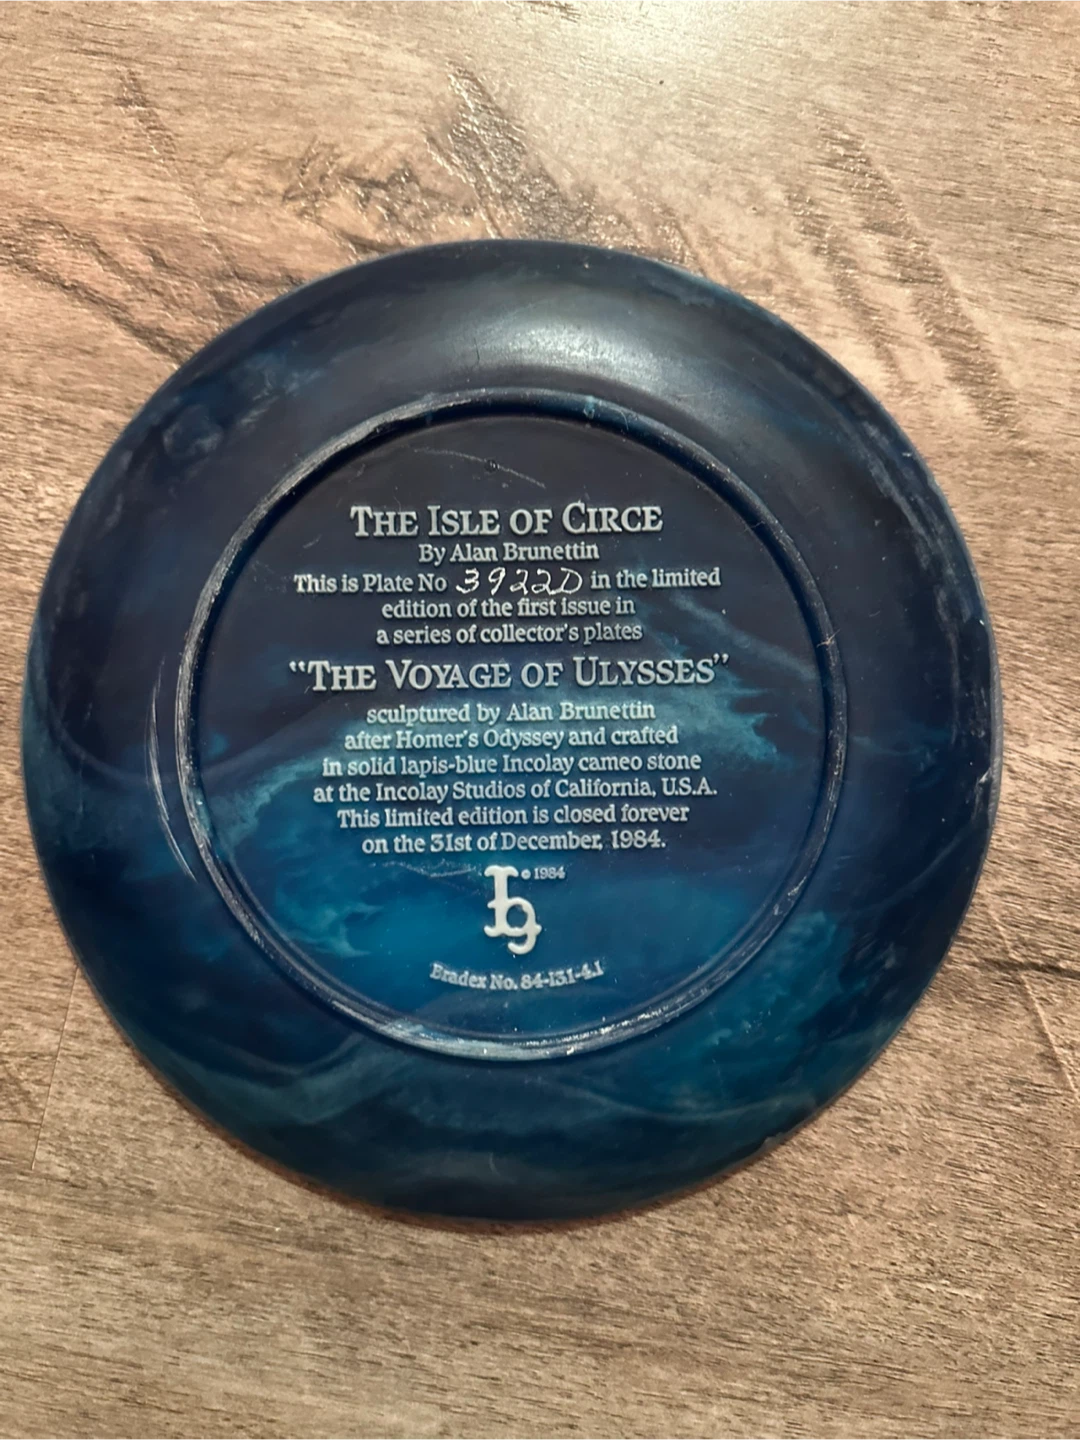 THE ISLE OF CIRCE
By Alan Brunettin
This is Plate No 3922D in the limited
edition of the first issue in
a series of collector's plates
"THE VOYAGE OF ULYSSES"
sculptured by Alan Brunettin
after Homer's Odyssey and crafted
in solid lapis-blue Incolay cameo stone
at the Incolay Studios of California, U.S.A.
This limited edition is closed forever
on the 31st of December, 1984.
© 1984
Bradex No. 84-131-4.1